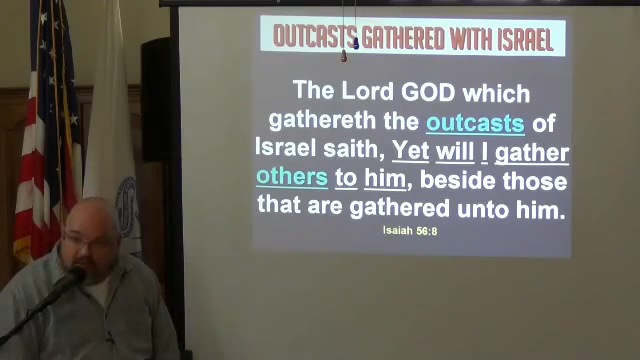 OUTCASTS GATHERED WITH ISRAEL
The Lord GOD which
gathereth the outcasts of
Israel saith, Yet will I gather
others to him, beside those
that are gathered unto him.
Isaiah 56:8